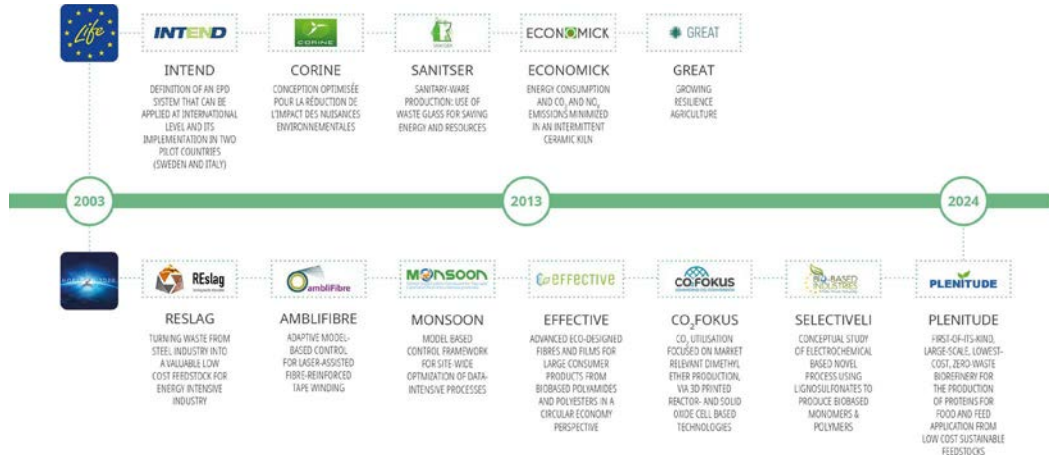 Life
INTEND
CORINE
ECONOMICK
GREAT
INTEND
DEFINITION OF AN EPD
SYSTEM THAT CAN BE
APPLIED AT INTERNATIONAL
LEVEL AND ITS
IMPLEMENTATION IN TWO
PILOT COUNTRIES
(SWEDEN AND ITALY)
CORINE
CONCEPTION OPTIMISÉE
POUR LA RÉDUCTION DE
L'IMPACT DES NUISANCES
ENVIRONNEMENTALES
SANITSER
SANITARY-WARE
PRODUCTION: USE OF
WASTE GLASS FOR SAVING
ENERGY AND RESOURCES
ECONOMICK
ENERGY CONSUMPTION
AND CO₂ AND NOₓ
EMISSIONS MINIMIZED
IN AN INTERMITTENT
CERAMIC KILN
GREAT
GROWING
RESILIENCE
AGRICULTURE
2003
2013
2024
REslag
ambliFibre
MONSOON
effective
CO₂FOKUS
BIO-BASED
INDUSTRIES
PLENITUDE
RESLAG
TURNING WASTE FROM
STEEL INDUSTRY INTO
A VALUABLE LOW
COST FEEDSTOCK FOR
ENERGY INTENSIVE
INDUSTRY
AMBLIFIBRE
ADAPTIVE MODEL-
BASED CONTROL
FOR LASER-ASSISTED
FIBRE-REINFORCED
TAPE WINDING
MONSOON
MODEL BASED
CONTROL FRAMEWORK
FOR SITE-WIDE
OPTMIZATION OF DATA-
INTENSIVE PROCESSES
EFFECTIVE
ADVANCED ECO-DESIGNED
FIBRES AND FILMS FOR
LARGE CONSUMER
PRODUCTS FROM
BIOBASED POLYAMIDES
AND POLYESTERS IN A
CIRCULAR ECONOMY
PERSPECTIVE
CO₂FOKUS
CO₂ UTILISATION
FOCUSED ON MARKET
RELEVANT DIMETHYL
ETHER PRODUCTION,
VIA 3D PRINTED
REACTOR- AND SOLID
OXIDE CELL BASED
TECHNOLOGIES
SELECTIVELI
CONCEPTUAL STUDY
OF ELECTROCHEMICAL
BASED NOVEL
PROCESS USING
LIGNOSULFONATES TO
PRODUCE BIOBASED
MONOMERS &
POLYMERS
PLENITUDE
FIRST-OF-ITS-KIND,
LARGE-SCALE, LOWEST-
COST, ZERO-WASTE
BIOREFINERY FOR
THE PRODUCTION
OF PROTEINS FOR
FOOD AND FEED
APPLICATION FROM
LOW COST SUSTAINABLE
FEEDSTOCKS